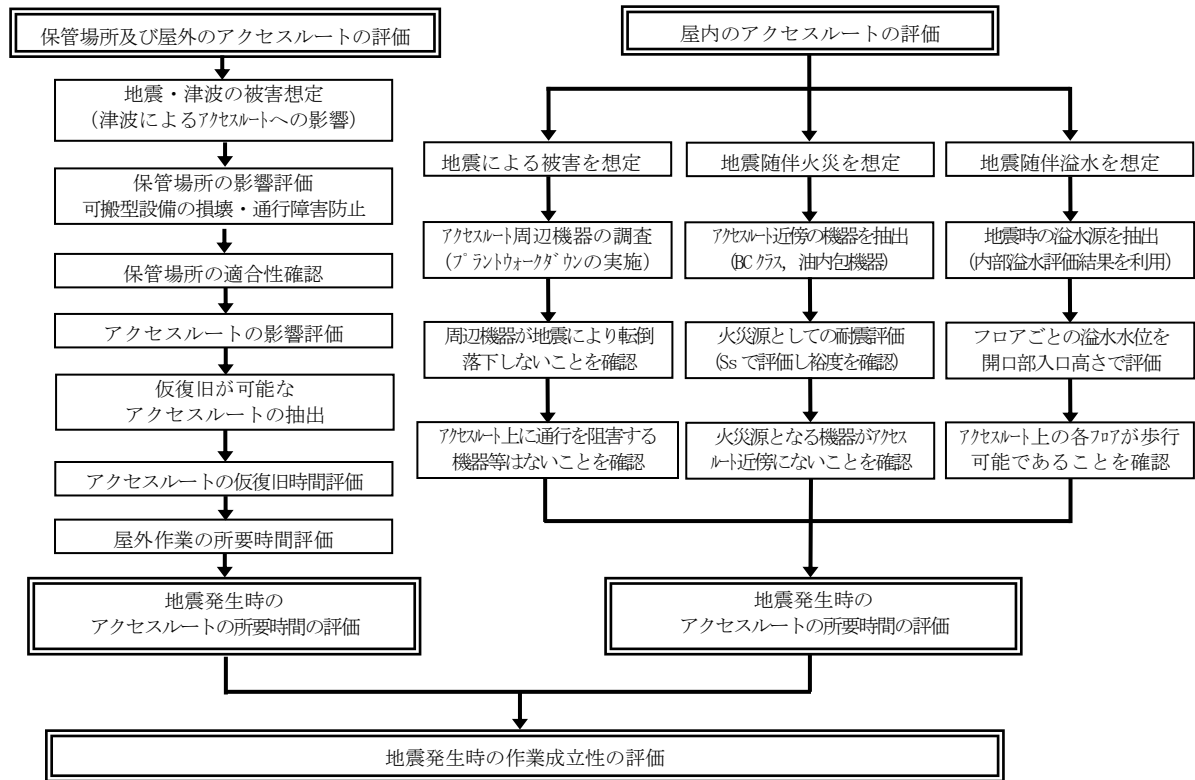 保管場所及び屋外のアクセスルートの評価
地震・津波の被害想定
（津波によるｱｸｾｽﾙｰﾄへの影響）
保管場所の影響評価
可搬型設備の損壊・通行障害防止
保管場所の適合性確認
アクセスルートの影響評価
仮復旧が可能な
アクセスルートの抽出
アクセスルートの仮復旧時間評価
屋外作業の所要時間評価
地震発生時の
アクセスルートの所要時間の評価
屋内のアクセスルートの評価
地震による被害を想定
ｱｸｾｽﾙｰﾄ周辺機器の調査
（ﾌﾟﾗﾝﾄｳｫｰｸﾀﾞｳﾝの実施）
周辺機器が地震により転倒
落下しないことを確認
ｱｸｾｽﾙｰﾄ上に通行を阻害する
機器等はないことを確認
地震随伴火災を想定
ｱｸｾｽﾙｰﾄ近傍の機器を抽出
（BCクラス，油内包機器）
火災源としての耐震評価
（Ssで評価し裕度を確認）
火災源となる機器がｱｸｾｽ
ﾙｰﾄ近傍にないことを確認
地震随伴溢水を想定
地震時の溢水源を抽出
（内部溢水評価結果を利用）
フロアごとの溢水水位を
開口部入口高さで評価
ｱｸｾｽﾙｰﾄ上の各ﾌﾛｱが歩行
可能であることを確認
地震発生時の
アクセスルートの所要時間の評価
地震発生時の作業成立性の評価